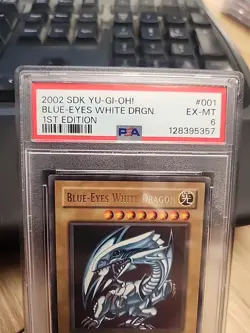 2002 SDK YU-GI-OH! #001
BLUE-EYES WHITE DRGN EX-MT
1ST EDITION 6
PSA 128395357
BLUE-EYES WHITE DRAGON
光